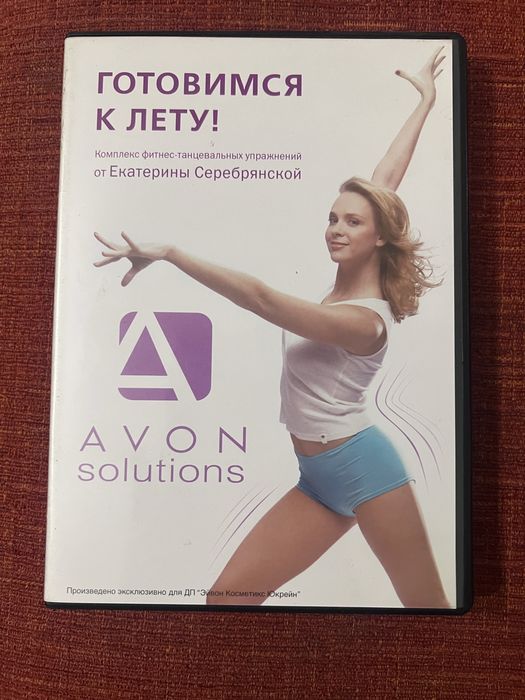 ГОТОВИМСЯ
К ЛЕТУ!
Комплекс фитнес-танцевальных упражнений
от Екатерины Серебрянской
AVON
solutions
Произведено эксклюзивно для ДП "Эйвон Косметикс Юкрейн"